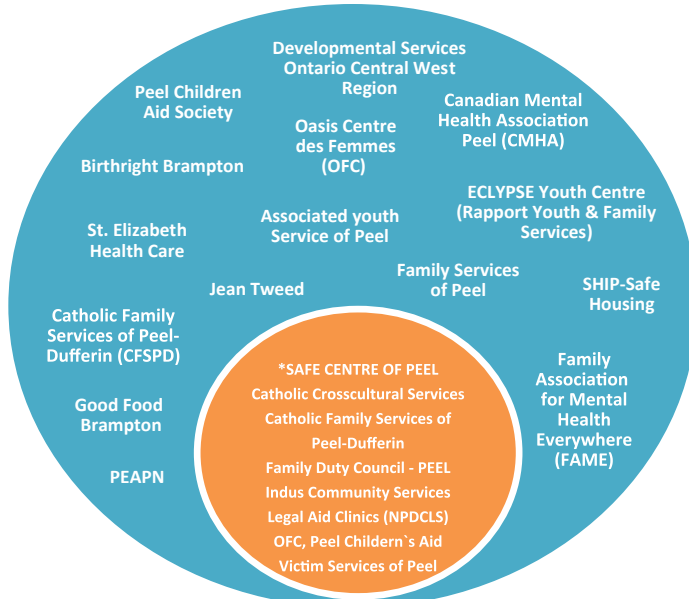 Developmental Services
Ontario Central West
Region
Peel Children
Aid Society
Canadian Mental
Health Association
Peel (CMHA)
Oasis Centre
des Femmes
(OFC)
Birthright Brampton
ECLYPSE Youth Centre
(Rapport Youth & Family
Services)
Associated youth
Service of Peel
St. Elizabeth
Health Care
Family Services
of Peel
Jean Tweed
SHIP-Safe
Housing
Catholic Family
Services of Peel-
Dufferin (CFSPD)
Family
Association
for Mental
Health
Everywhere
(FAME)
Good Food
Brampton
PEAPN
*SAFE CENTRE OF PEEL
Catholic Crosscultural Services
Catholic Family Services of
Peel-Dufferin
Family Duty Council - PEEL
Indus Community Services
Legal Aid Clinics (NPDCLS)
OFC, Peel Childern`s Aid
Victim Services of Peel